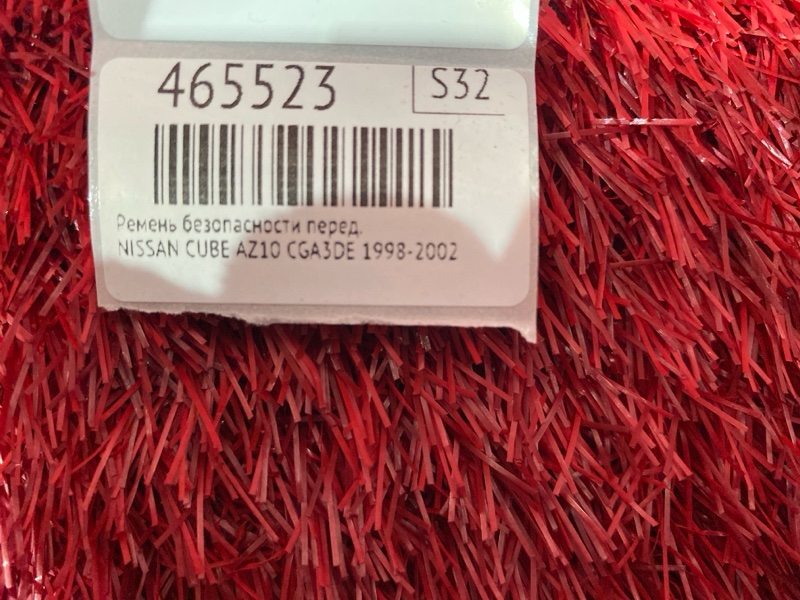 465523
S32
Ремень безопасности перед.
NISSAN CUBE AZ10 CGA3DE 1998-2002